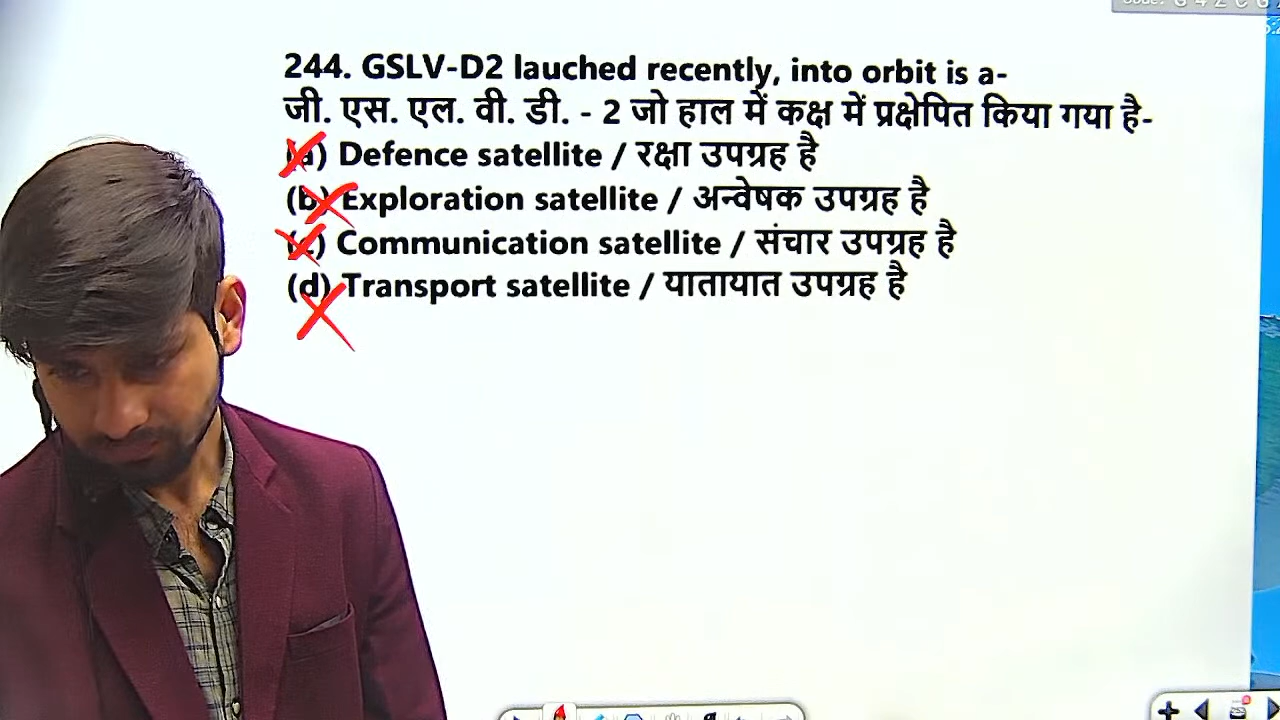 244. GSLV-D2 lauched recently, into orbit is a-
जी. एस. एल. वी. डी. - 2 जो हाल में कक्ष में प्रक्षेपित किया गया है-
(a) Defence satellite / रक्षा उपग्रह है
(b) Exploration satellite / अन्वेषक उपग्रह है
(c) Communication satellite / संचार उपग्रह है
(d) Transport satellite / यातायात उपग्रह है